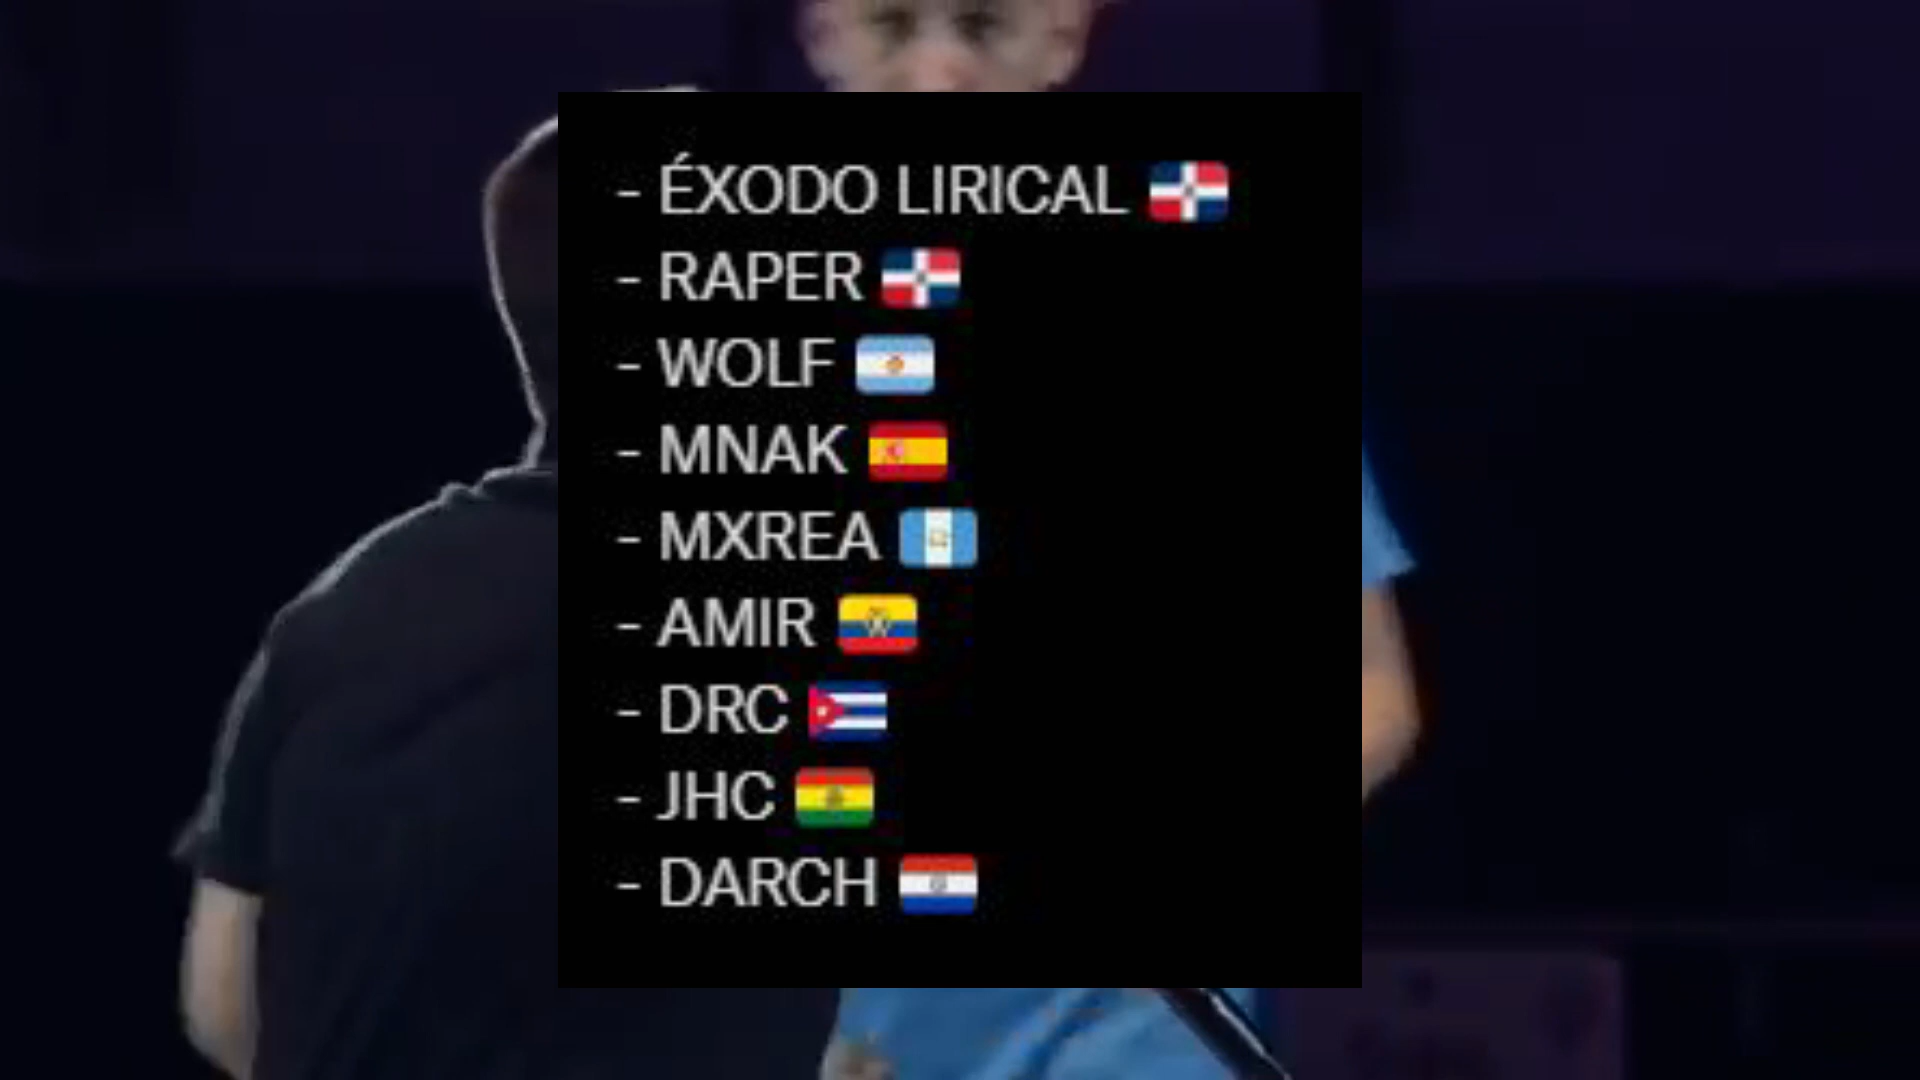 - ÉXODO LIRICAL 🇩🇴
- RAPER 🇩🇴
- WOLF 🇦🇷
- MNAK 🇪🇸
- MXREA 🇬🇹
- AMIR 🇪🇨
- DRC 🇨🇺
- JHC 🇧🇴
- DARCH 🇵🇾